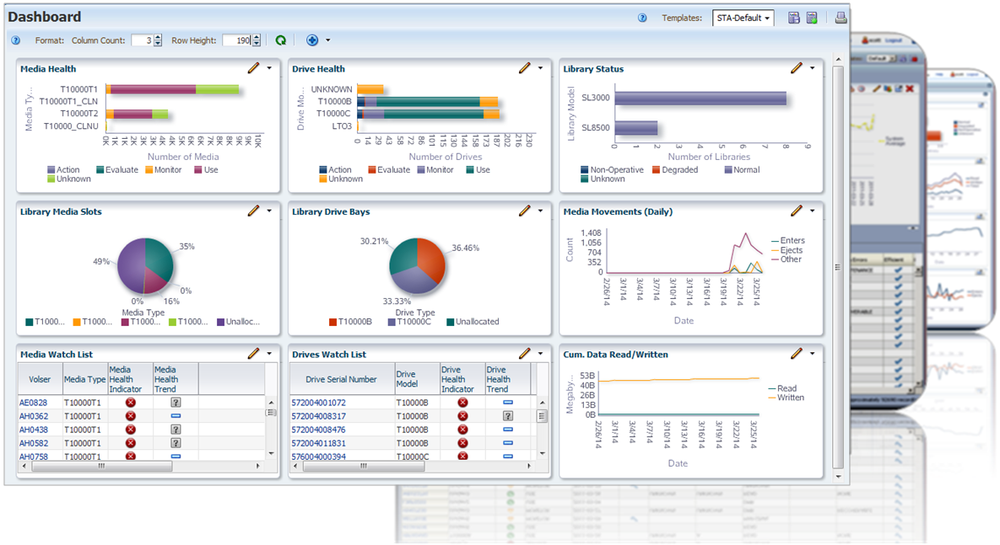 Dashboard
Templates: STA-Default
Format: Column Count: 3 Row Height: 190
Media Health
Media Ty...
T10000T1
T10000T1_CLN
T10000T2
T10000_CLNU
0K 1K 1K 2K 2K 3K 3K 4K 4K 5K 5K 6K 6K 7K 7K 8K 8K 9K 9K 10K
Number of Media
Action Evaluate Monitor Use
Unknown
Drive Health
Drive Mo...
UNKNOWN
T10000B
T10000C
LTO3
0 14 29 43 58 72 86 101 115 130 144 158 173 187 202 216 230
Number of Drives
Action Evaluate Monitor Use
Unknown
Library Status
Library Model
SL3000
SL8500
0 1 2 3 4 5 6 7 8 9
Number of Libraries
Non-Operative Degraded Normal
Unknown
Library Media Slots
35%
49%
0%
0% 16%
Media Type
T1000... T1000... T1000... T1000... Unalloc...
Library Drive Bays
30.21%
36.46%
33.33%
Drive Type
T10000B T10000C Unallocated
Media Movements (Daily)
Count
1,408
1,056
704
352
0
2/26/14 3/1/14 3/4/14 3/7/14 3/10/14 3/13/14 3/16/14 3/19/14 3/22/14 3/25/14
Date
Enters
Ejects
Other
Media Watch List
Volser Media Type Media Health Indicator Media Health Trend
AE0828 T10000T1
AH0362 T10000T1
AH0438 T10000T1
AH0582 T10000T1
AH0758 T10000T1
Drives Watch List
Drive Serial Number Drive Model Drive Health Indicator Drive Health Trend
572004001072 T10000B
572004008317 T10000B
572004008476 T10000B
572004011831 T10000B
576004000394 T10000C
Cum. Data Read/Written
Megaby...
53B
40B
26B
13B
0B
2/26/14 3/1/14 3/4/14 3/7/14 3/10/14 3/13/14 3/16/14 3/19/14 3/22/14 3/25/14
Date
Read
Written
System
Average